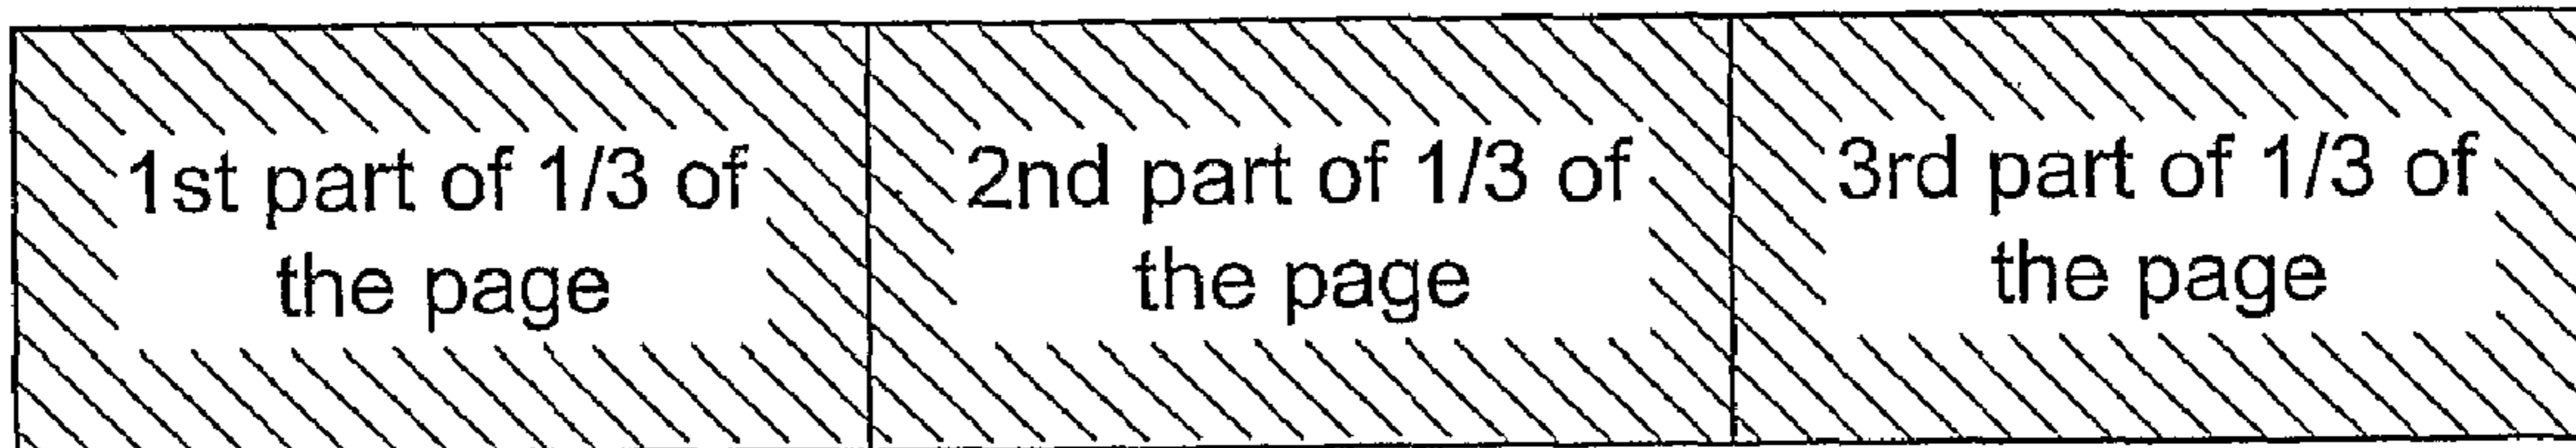 1st part of 1/3 of
the page
2nd part of 1/3 of
the page
3rd part of 1/3 of
the page